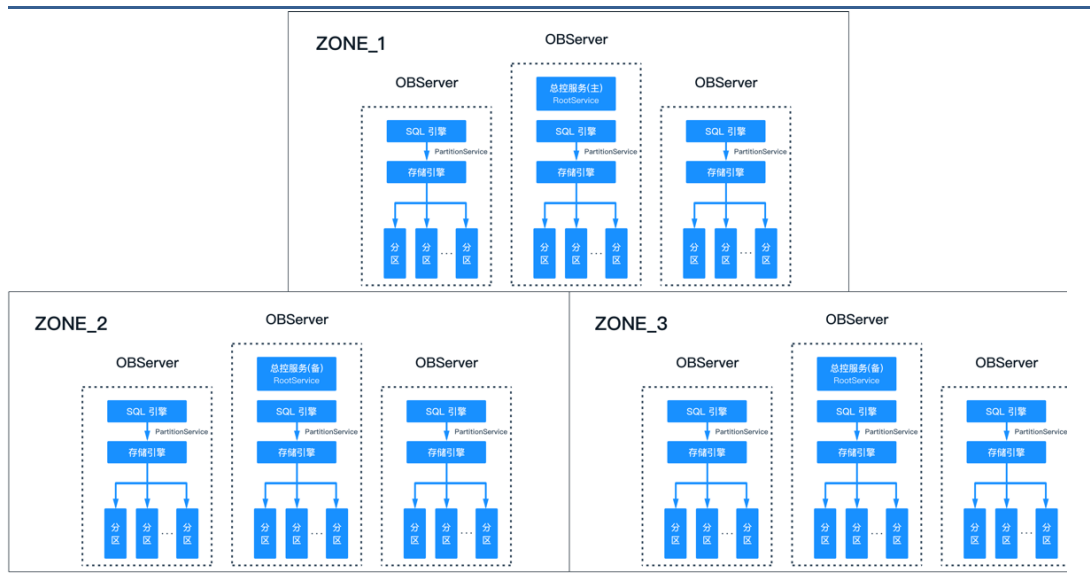 ZONE_1
OBServer
OBServer
OBServer
总控服务(主)
RootService
SQL 引擎
SQL 引擎
SQL 引擎
PartitionService
PartitionService
PartitionService
存储引擎
存储引擎
存储引擎
分区
分区
...
分区
分区
分区
...
分区
分区
分区
...
分区
ZONE_2
OBServer
OBServer
OBServer
总控服务(备)
RootService
SQL 引擎
SQL 引擎
SQL 引擎
PartitionService
PartitionService
PartitionService
存储引擎
存储引擎
存储引擎
分区
分区
...
分区
分区
分区
...
分区
分区
分区
...
分区
ZONE_3
OBServer
OBServer
OBServer
总控服务(备)
RootService
SQL 引擎
SQL 引擎
SQL 引擎
PartitionService
PartitionService
PartitionService
存储引擎
存储引擎
存储引擎
分区
分区
...
分区
分区
分区
...
分区
分区
分区
...
分区